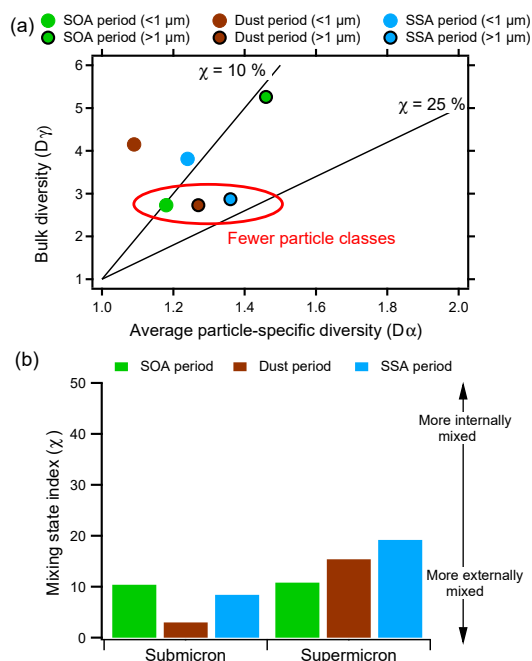 (a)
SOA period (<1 μm) Dust period (<1 μm) SSA period (<1 μm)
SOA period (>1 μm) Dust period (>1 μm) SSA period (>1 μm)
6
5
4
3
2
1
Bulk diversity (Dγ)
χ = 10 %
χ = 25 %
Fewer particle classes
1.0 1.2 1.4 1.6 1.8 2.0
Average particle-specific diversity (Dα)
(b)
SOA period Dust period SSA period
50
40
30
20
10
0
Mixing state index (χ)
More internally
mixed
More externally
mixed
Submicron Supermicron